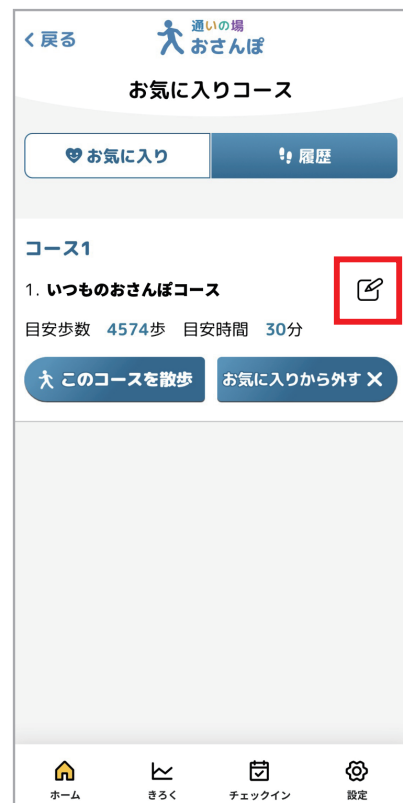 戻る
通いの場
おさんぽ
お気に入りコース
お気に入り
履歴
コース1
1. いつものおさんぽコース
目安歩数 4574歩 目安時間 30分
このコースを散歩
お気に入りから外す ✕
ホーム
きろく
チェックイン
設定